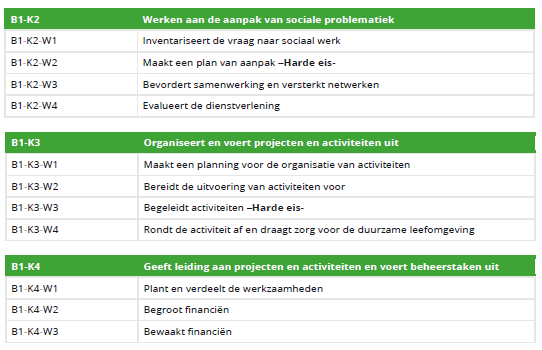 B1-K2 Werken aan de aanpak van sociale problematiek
B1-K2-W1 Inventariseert de vraag naar sociaal werk
B1-K2-W2 Maakt een plan van aanpak –Harde eis-
B1-K2-W3 Bevordert samenwerking en versterkt netwerken
B1-K2-W4 Evalueert de dienstverlening
B1-K3 Organiseert en voert projecten en activiteiten uit
B1-K3-W1 Maakt een planning voor de organisatie van activiteiten
B1-K3-W2 Bereidt de uitvoering van activiteiten voor
B1-K3-W3 Begeleidt activiteiten –Harde eis-
B1-K3-W4 Rondt de activiteit af en draagt zorg voor de duurzame leefomgeving
B1-K4 Geeft leiding aan projecten en activiteiten en voert beheerstaken uit
B1-K4-W1 Plant en verdeelt de werkzaamheden
B1-K4-W2 Begroot financiën
B1-K4-W3 Bewaakt financiën